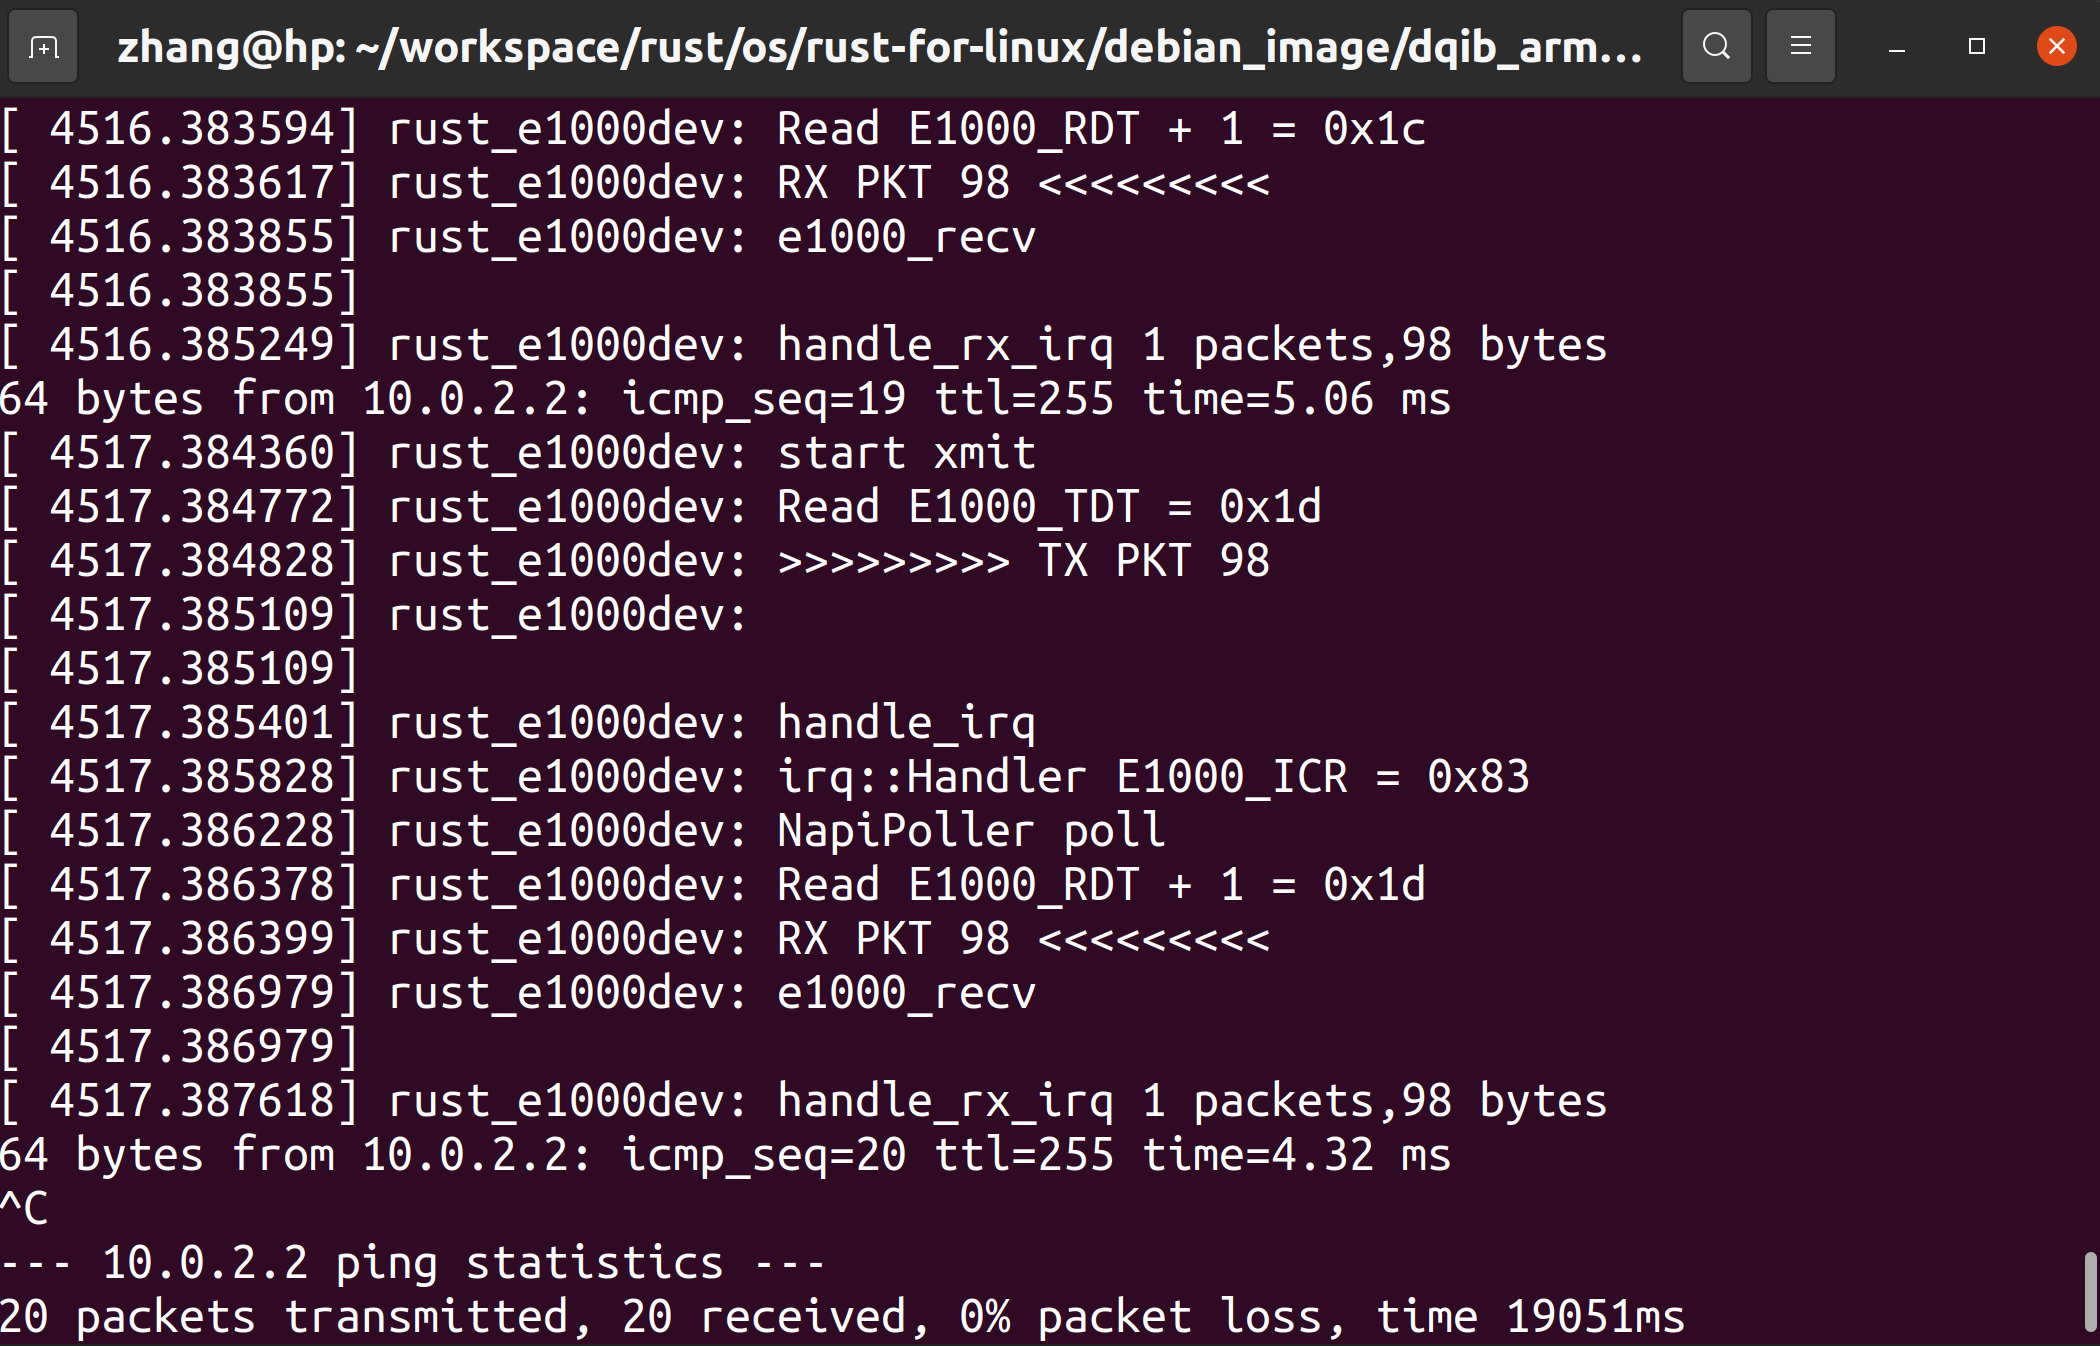 zhang@hp: ~/workspace/rust/os/rust-for-linux/debian_image/dqib_arm...
[ 4516.383594] rust_e1000dev: Read E1000_RDT + 1 = 0x1c
[ 4516.383617] rust_e1000dev: RX PKT 98 <<<<<<<<<
[ 4516.383855] rust_e1000dev: e1000_recv
[ 4516.383855]
[ 4516.385249] rust_e1000dev: handle_rx_irq 1 packets,98 bytes
64 bytes from 10.0.2.2: icmp_seq=19 ttl=255 time=5.06 ms
[ 4517.384360] rust_e1000dev: start xmit
[ 4517.384772] rust_e1000dev: Read E1000_TDT = 0x1d
[ 4517.384828] rust_e1000dev: >>>>>>>>> TX PKT 98
[ 4517.385109] rust_e1000dev:
[ 4517.385109]
[ 4517.385401] rust_e1000dev: handle_irq
[ 4517.385828] rust_e1000dev: irq::Handler E1000_ICR = 0x83
[ 4517.386228] rust_e1000dev: NapiPoller poll
[ 4517.386378] rust_e1000dev: Read E1000_RDT + 1 = 0x1d
[ 4517.386399] rust_e1000dev: RX PKT 98 <<<<<<<<<
[ 4517.386979] rust_e1000dev: e1000_recv
[ 4517.386979]
[ 4517.387618] rust_e1000dev: handle_rx_irq 1 packets,98 bytes
64 bytes from 10.0.2.2: icmp_seq=20 ttl=255 time=4.32 ms
^C
--- 10.0.2.2 ping statistics ---
20 packets transmitted, 20 received, 0% packet loss, time 19051ms